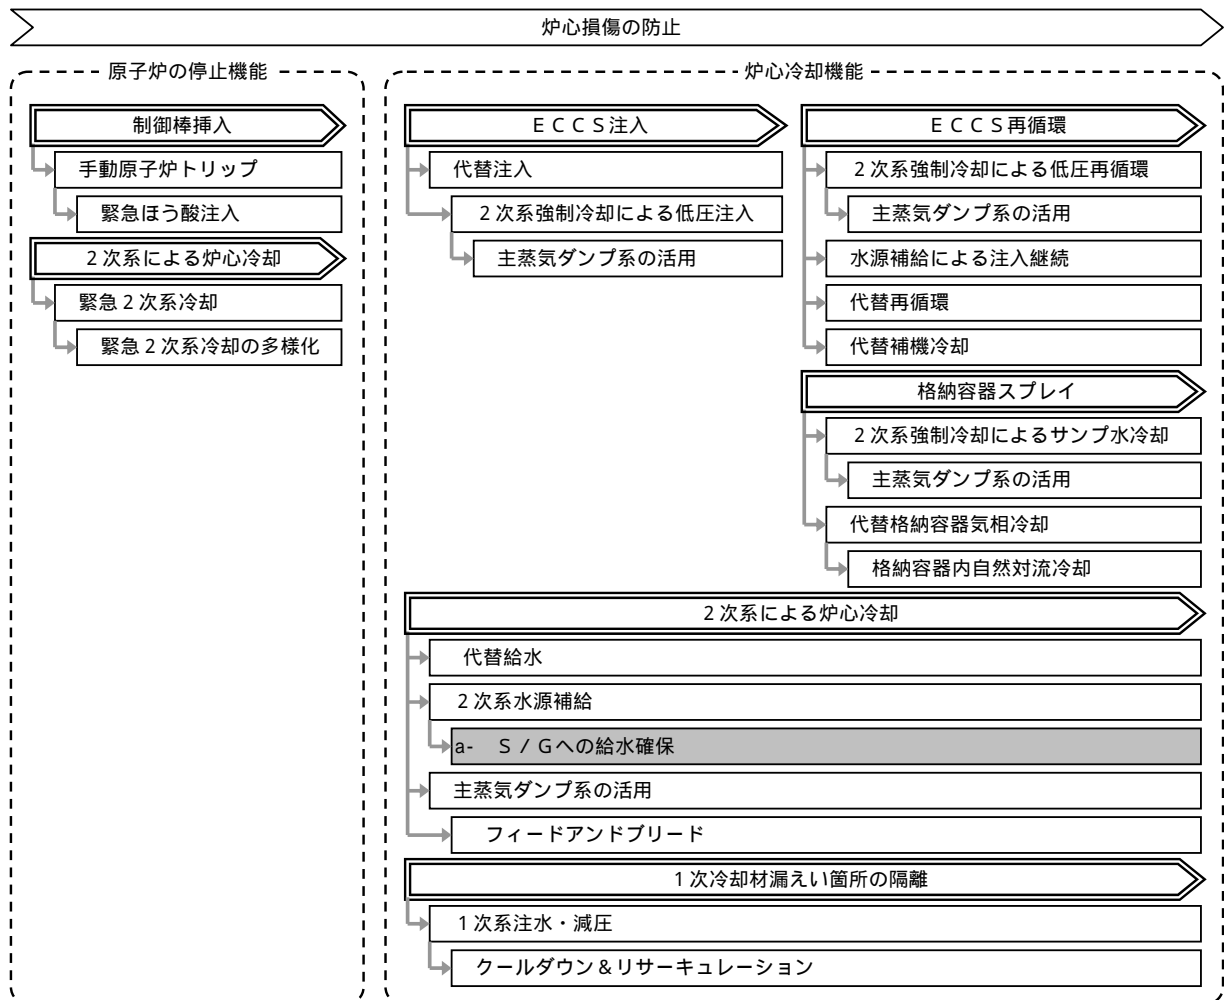 炉心損傷の防止
原子炉の停止機能
制御棒挿入
手動原子炉トリップ
緊急ほう酸注入
２次系による炉心冷却
緊急２次系冷却
緊急２次系冷却の多様化
炉心冷却機能
ＥＣＣＳ注入
代替注入
２次系強制冷却による低圧注入
主蒸気ダンプ系の活用
ＥＣＣＳ再循環
２次系強制冷却による低圧再循環
主蒸気ダンプ系の活用
水源補給による注入継続
代替再循環
代替補機冷却
格納容器スプレイ
２次系強制冷却によるサンプ水冷却
主蒸気ダンプ系の活用
代替格納容器気相冷却
格納容器内自然対流冷却
２次系による炉心冷却
代替給水
２次系水源補給
a-　Ｓ／Ｇへの給水確保
主蒸気ダンプ系の活用
フィードアンドブリード
１次冷却材漏えい箇所の隔離
１次系注水・減圧
クールダウン＆リサーキュレーション